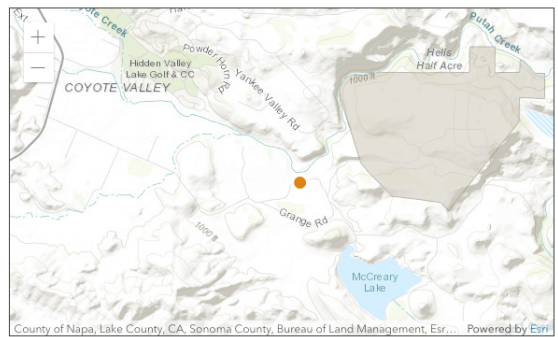 Ext
yote Creek
Putah Creek
+
Powder Horn Rd
Hells
Half Acre
Hidden Valley
Lake Golf & CC
Yankee Valley Rd
1000 ft
COYOTE VALLEY
Grange Rd
1000 ft
McCreary
Lake
County of Napa, Lake County, CA, Sonoma County, Bureau of Land Management, Esr... Powered by Esri